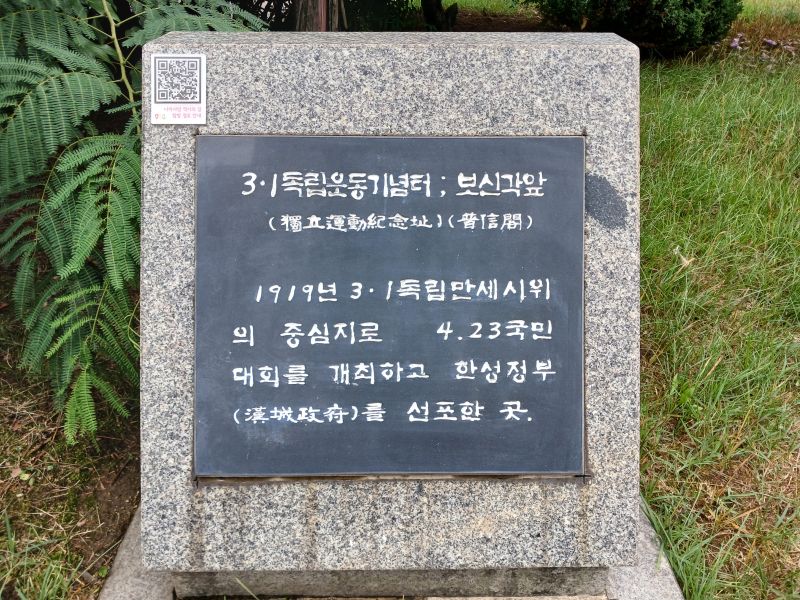 3·1독립운동기념터 ; 보신각앞
(獨立運動紀念址)(普信閣)
1919년 3·1독립만세시위
의 중심지로 4.23국민
대회를 개최하고 한성정부
(漢城政府)를 선포한 곳.